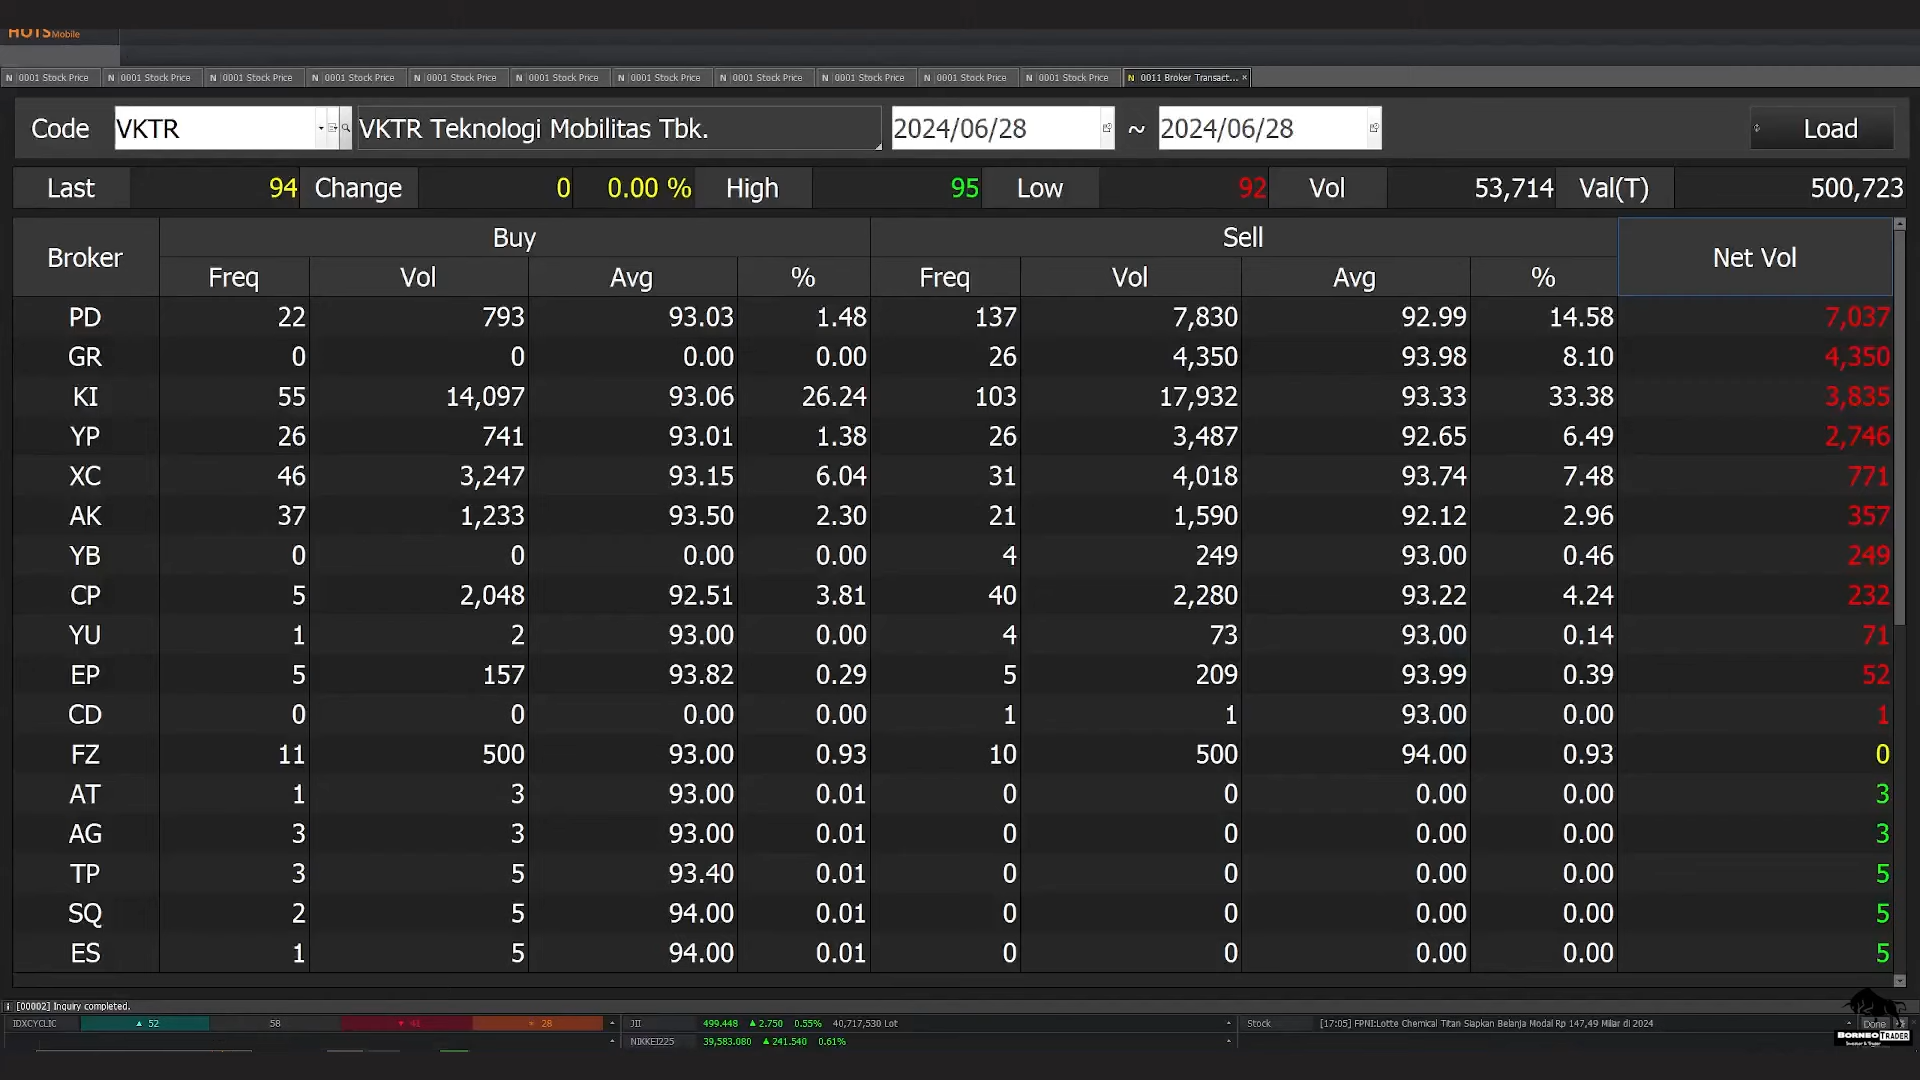 HOTS Mobile
N 0001 Stock Price N 0001 Stock Price N 0001 Stock Price N 0001 Stock Price N 0001 Stock Price N 0001 Stock Price N 0001 Stock Price N 0001 Stock Price N 0001 Stock Price N 0001 Stock Price N 0001 Stock Price N 0011 Broker Transact... ×
Code VKTR VKTR Teknologi Mobilitas Tbk. 2024/06/28 ~ 2024/06/28 Load
Last 94 Change 0 0.00 % High 95 Low 92 Vol 53,714 Val(T) 500,723
Broker Buy Sell Net Vol
Freq Vol Avg % Freq Vol Avg %
PD 22 793 93.03 1.48 137 7,830 92.99 14.58 7,037
GR 0 0 0.00 0.00 26 4,350 93.98 8.10 4,350
KI 55 14,097 93.06 26.24 103 17,932 93.33 33.38 3,835
YP 26 741 93.01 1.38 26 3,487 92.65 6.49 2,746
XC 46 3,247 93.15 6.04 31 4,018 93.74 7.48 771
AK 37 1,233 93.50 2.30 21 1,590 92.12 2.96 357
YB 0 0 0.00 0.00 4 249 93.00 0.46 249
CP 5 2,048 92.51 3.81 40 2,280 93.22 4.24 232
YU 1 2 93.00 0.00 4 73 93.00 0.14 71
EP 5 157 93.82 0.29 5 209 93.99 0.39 52
CD 0 0 0.00 0.00 1 1 93.00 0.00 1
FZ 11 500 93.00 0.93 10 500 94.00 0.93 0
AT 1 3 93.00 0.01 0 0 0.00 0.00 3
AG 3 3 93.00 0.01 0 0 0.00 0.00 3
TP 3 5 93.40 0.01 0 0 0.00 0.00 5
SQ 2 5 94.00 0.01 0 0 0.00 0.00 5
ES 1 5 94.00 0.01 0 0 0.00 0.00 5
[00002] Inquiry completed.
IDXCYCLIC ▲ 52 58 ▼ 41 28 JII 499.448 ▲ 2.750 0.55% 40,717,530 Lot Stock [17:05] FPNI:Lotte Chemical Titan Siapkan Belanja Modal Rp 147,49 Miliar di 2024 Done
NIKKEI225 39,583.080 ▲ 241.540 0.61%
BORNEO TRADER
Investor & Trader